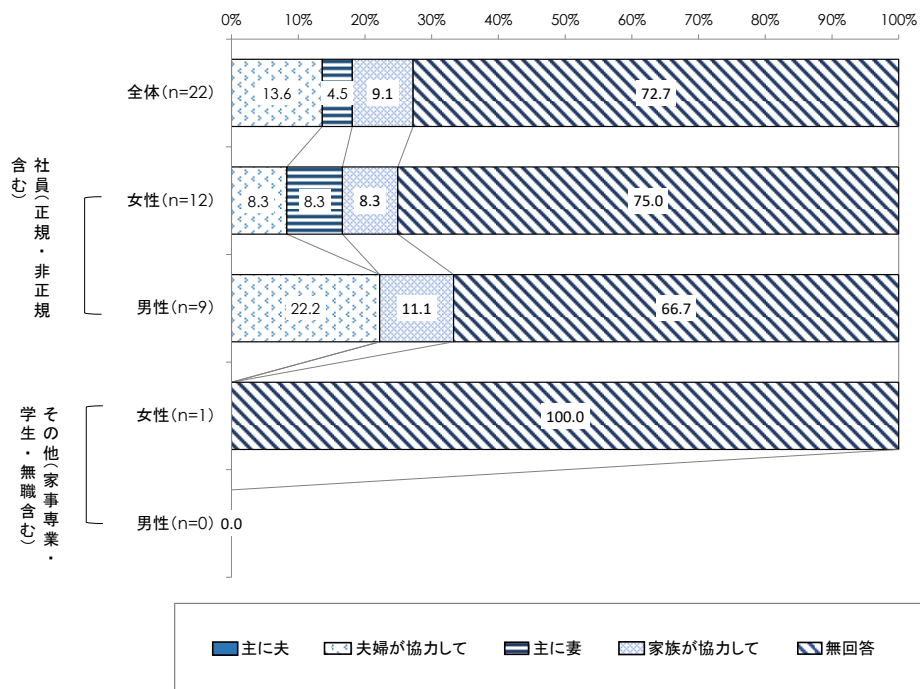 0% 10% 20% 30% 40% 50% 60% 70% 80% 90% 100%
全体(n=22) 13.6 4.5 9.1 72.7
社員(正規・非正規
含む)
女性(n=12) 8.3 8.3 8.3 75.0
男性(n=9) 22.2 11.1 66.7
その他(家事専業・
学生・無職含む)
女性(n=1) 100.0
男性(n=0) 0.0
主に夫 夫婦が協力して 主に妻 家族が協力して 無回答